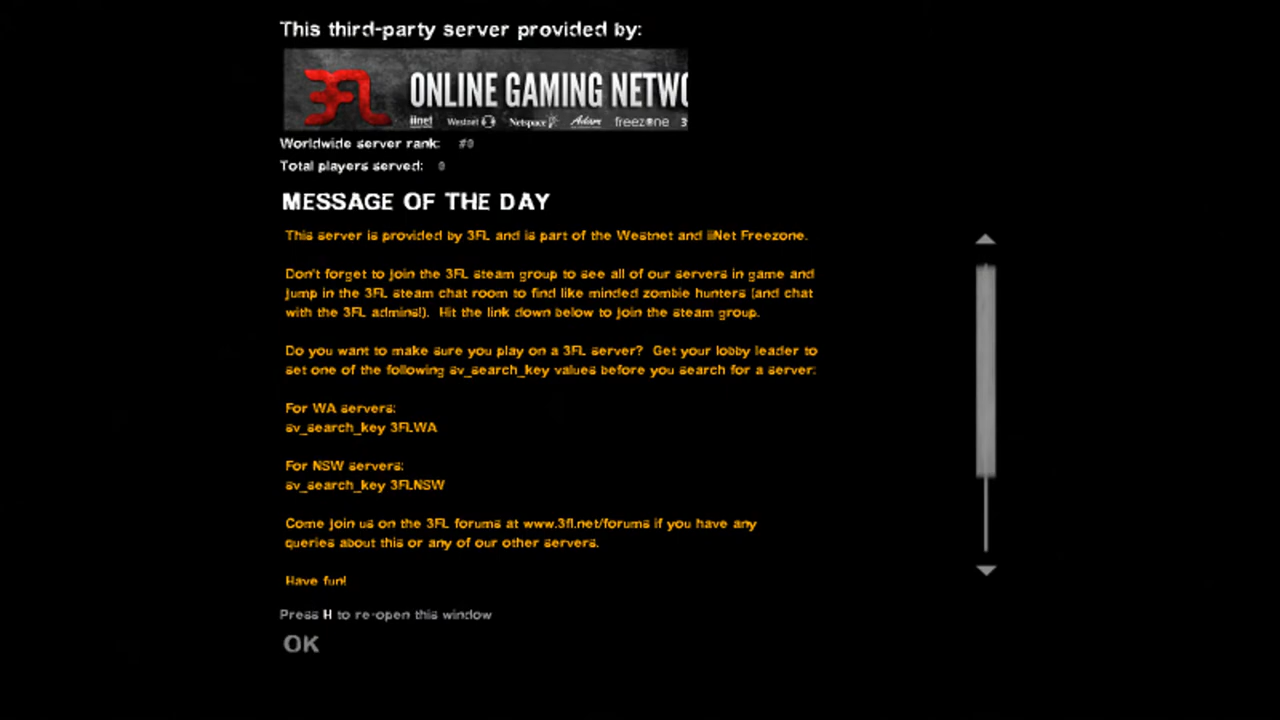 This third-party server provided by:
3FL ONLINE GAMING NETWO
iinet Westnet Netspace Adam freezone 3
Worldwide server rank: #0
Total players served: 0
MESSAGE OF THE DAY
This server is provided by 3FL and is part of the Westnet and iiNet Freezone.
Don't forget to join the 3FL steam group to see all of our servers in game and
jump in the 3FL steam chat room to find like minded zombie hunters (and chat
with the 3FL admins!). Hit the link down below to join the steam group.
Do you want to make sure you play on a 3FL server? Get your lobby leader to
set one of the following sv_search_key values before you search for a server:
For WA servers:
sv_search_key 3FLWA
For NSW servers:
sv_search_key 3FLNSW
Come join us on the 3FL forums at www.3fl.net/forums if you have any
queries about this or any of our other servers.
Have fun!
Press H to re-open this window
OK